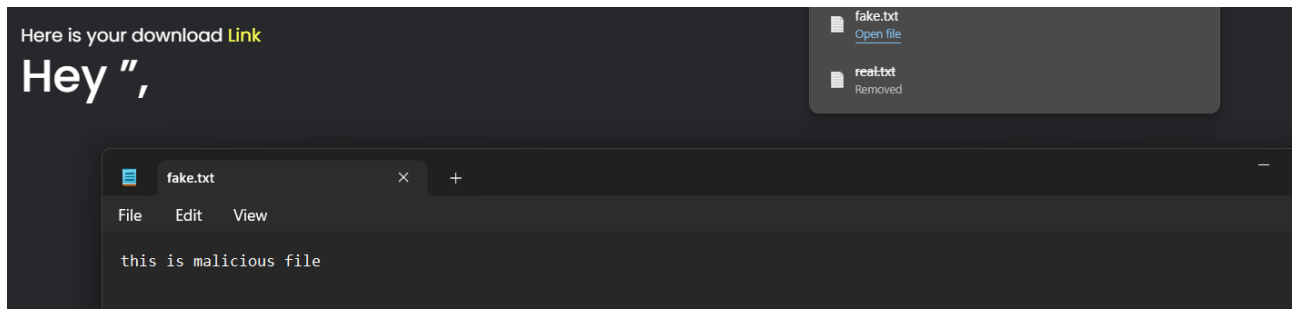 Here is your download Link
Hey ”,
fake.txt
Open file
real.txt
Removed
fake.txt
File Edit View
this is malicious file